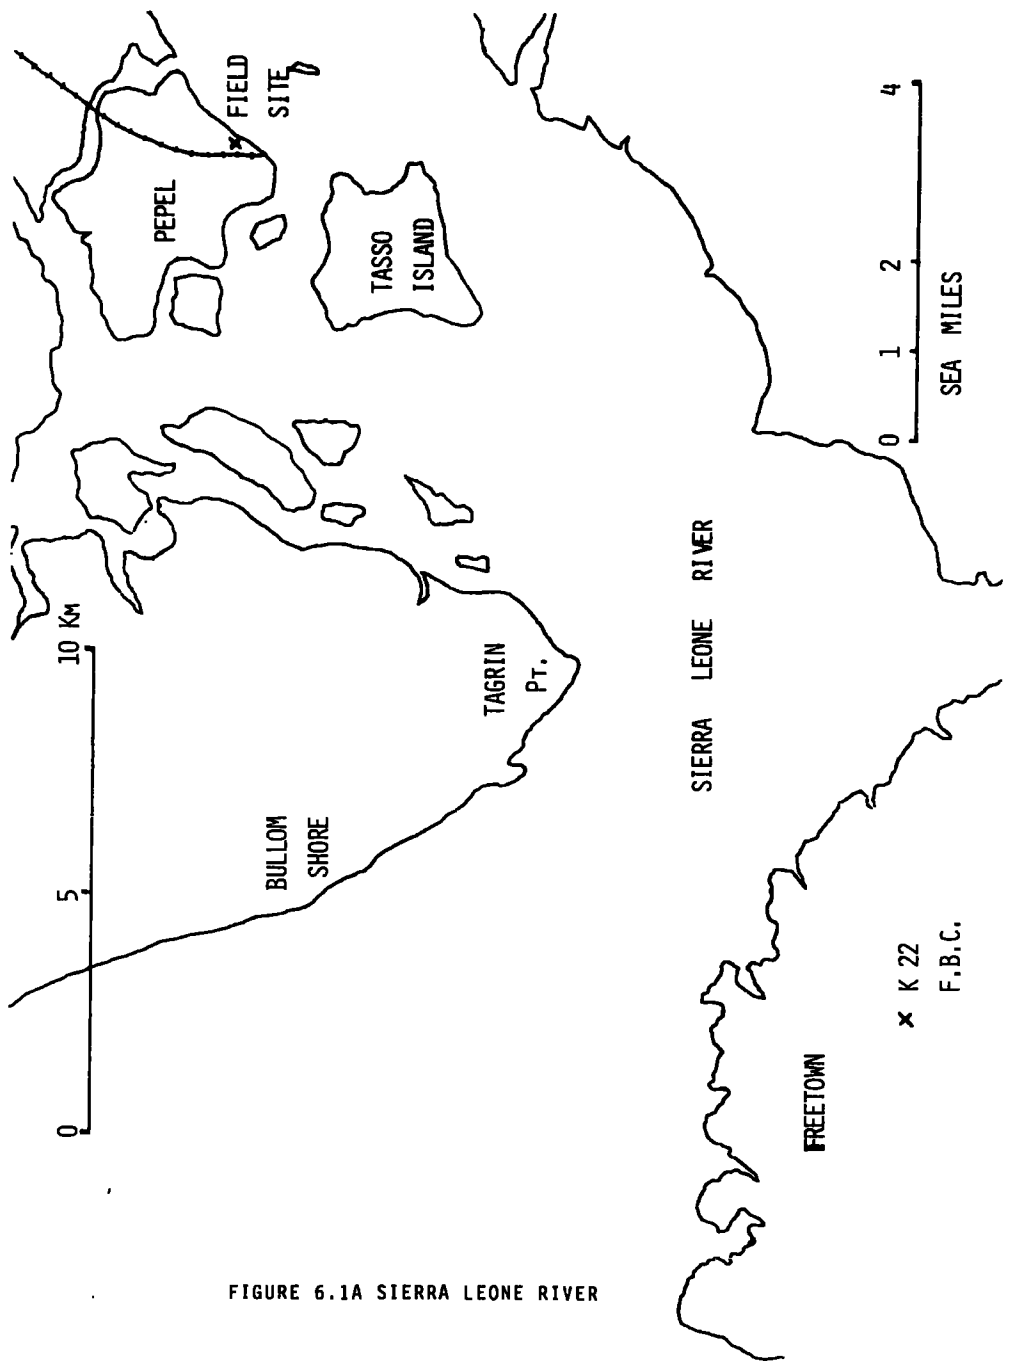 0
5
10 KM
BULLOM
SHORE
TAGRIN
PT.
PEPEL
FIELD
SITE
TASSO
ISLAND
SIERRA LEONE RIVER
FREETOWN
K 22
F.B.C.
0
1
2
4
SEA MILES
FIGURE 6.1A SIERRA LEONE RIVER